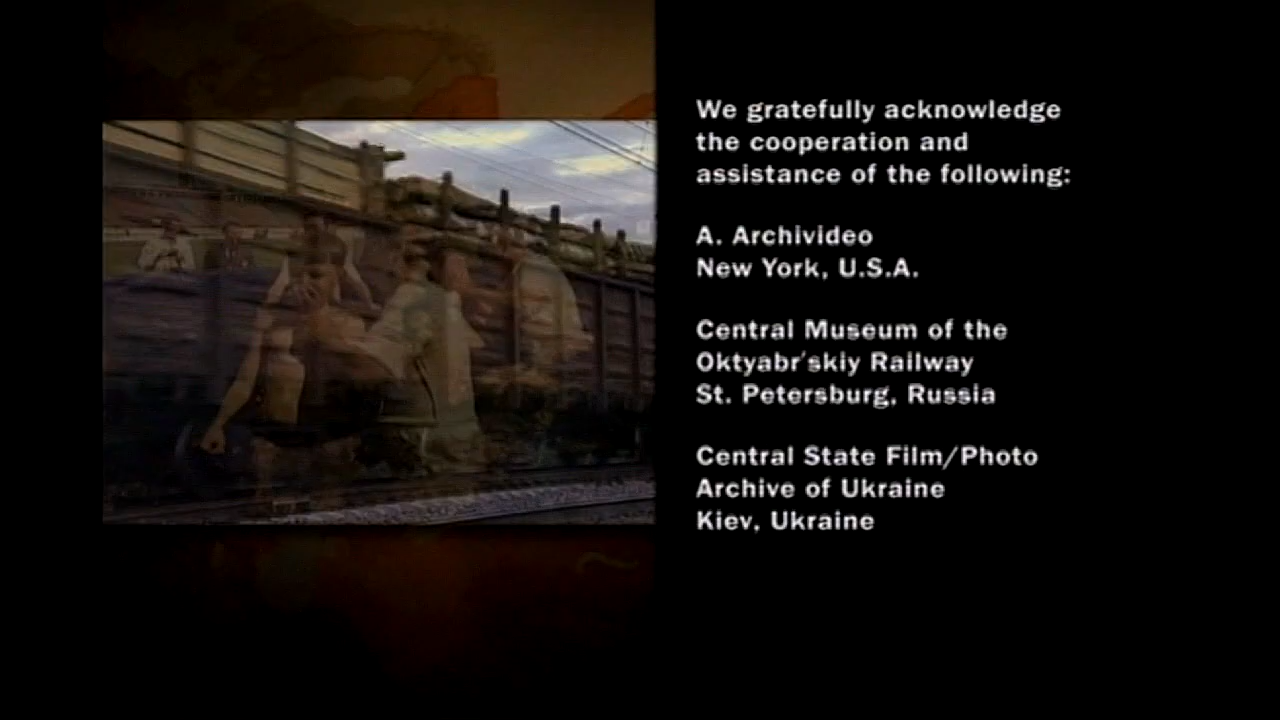 We gratefully acknowledge
the cooperation and
assistance of the following:
A. Archivideo
New York, U.S.A.
Central Museum of the
Oktyabr'skiy Railway
St. Petersburg, Russia
Central State Film/Photo
Archive of Ukraine
Kiev, Ukraine